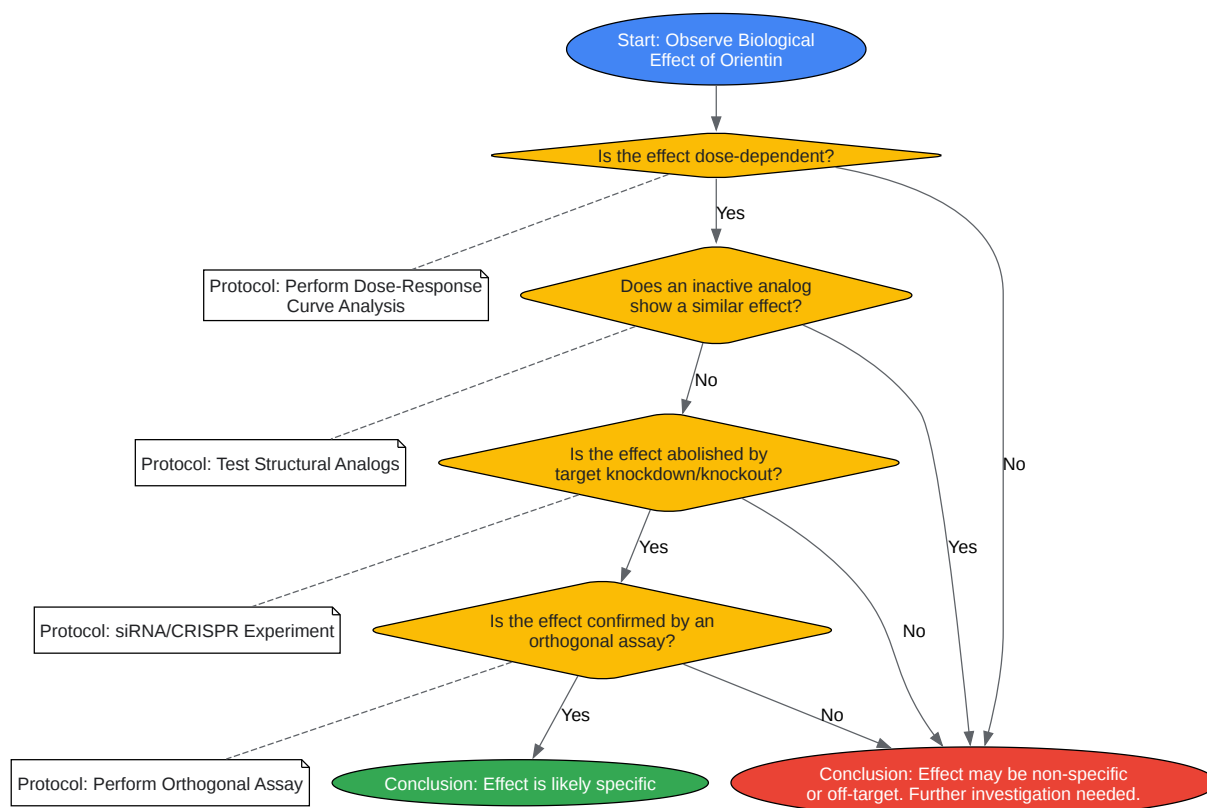 Start: Observe Biological
Effect of Orientin
Is the effect dose-dependent?
Yes
Protocol: Perform Dose-Response
Curve Analysis
Does an inactive analog
show a similar effect?
No
No
Protocol: Test Structural Analogs
Is the effect abolished by
target knockdown/knockout?
Yes
Yes
Protocol: siRNA/CRISPR Experiment
Is the effect confirmed by an
orthogonal assay?
No
Yes
No
Protocol: Perform Orthogonal Assay
Conclusion: Effect is likely specific
Conclusion: Effect may be non-specific
or off-target. Further investigation needed.